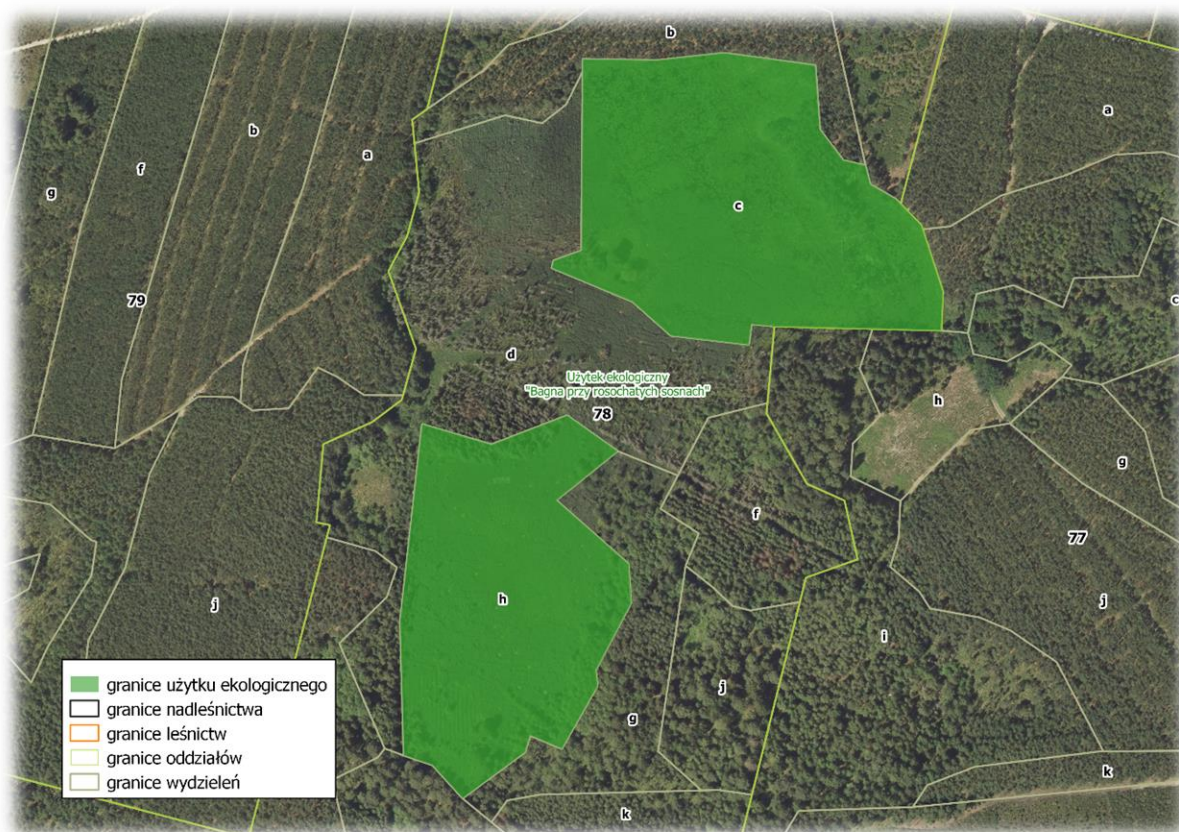 b
a
b
f
a
g
c
79
c
d
Użytek ekologiczny
"Bagna przy rosochatych sosnach"
78
h
g
f
77
h
j
j
i
j
g
k
k
granice użytku ekologicznego
granice nadleśnictwa
granice leśnictw
granice oddziałów
granice wydzieleń